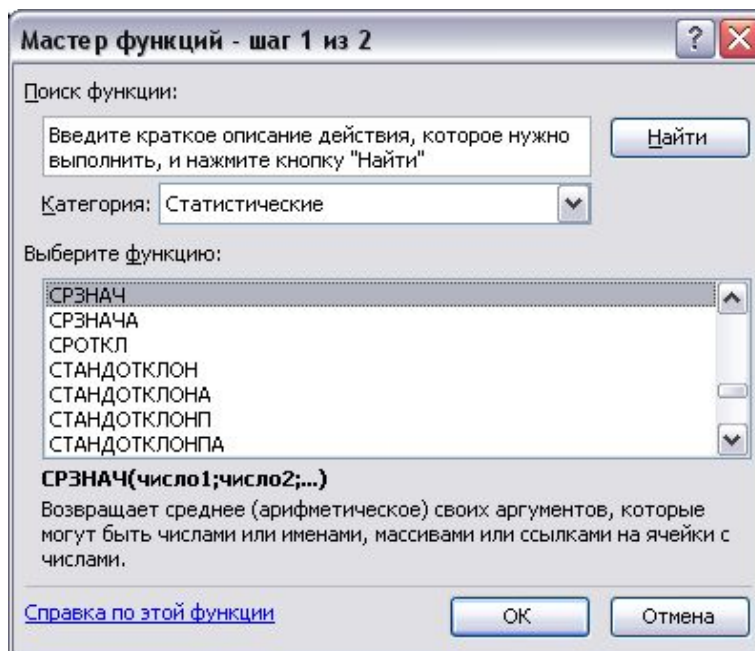 Мастер функций - шаг 1 из 2
Поиск функции:
Введите краткое описание действия, которое нужно
выполнить, и нажмите кнопку "Найти"
Найти
Категория: Статистические
Выберите функцию:
СРЗНАЧ
СРЗНАЧА
СРОТКЛ
СТАНДОТКЛОН
СТАНДОТКЛОНА
СТАНДОТКЛОНП
СТАНДОТКЛОНПА
СРЗНАЧ(число1;число2;...)
Возвращает среднее (арифметическое) своих аргументов, которые
могут быть числами или именами, массивами или ссылками на ячейки с
числами.
Справка по этой функции
ОК
Отмена